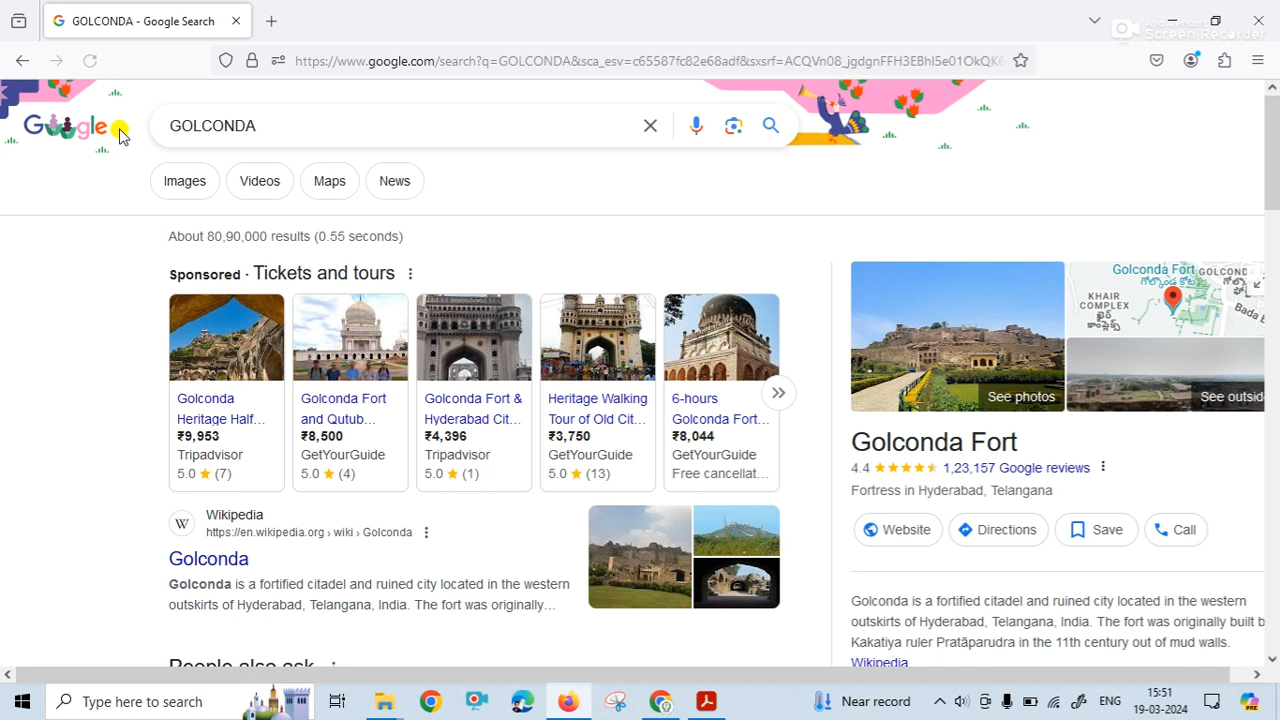 GOLCONDA - Google Search
Apowersoft
Screen Recorder
https://www.google.com/search?q=GOLCONDA&sca_esv=c65587fc82e68adf&sxsrf=ACQVn08_jgdgnFFH3EBhI5e01OkQK6
Google
GOLCONDA
Images
Videos
Maps
News
About 80,90,000 results (0.55 seconds)
Sponsored · Tickets and tours
Golconda
Heritage Half...
₹9,953
Tripadvisor
5.0 ★ (7)
Golconda Fort
and Qutub...
₹8,500
GetYourGuide
5.0 ★ (4)
Golconda Fort &
Hyderabad Cit...
₹4,396
Tripadvisor
5.0 ★ (1)
Heritage Walking
Tour of Old Cit...
₹3,750
GetYourGuide
5.0 ★ (13)
6-hours
Golconda Fort...
₹8,044
GetYourGuide
Free cancellat...
W
Wikipedia
https://en.wikipedia.org › wiki › Golconda
Golconda
Golconda is a fortified citadel and ruined city located in the western
outskirts of Hyderabad, Telangana, India. The fort was originally...
People also ask
See photos
Golconda Fort
గోల్కొండ కోట
GOLCOND
KHAIR
COMPLEX
ఖైర్
కాంప్లెక్స్
Bada
See outsid
Golconda Fort
4.4 ★★★★★ 1,23,157 Google reviews
Fortress in Hyderabad, Telangana
Website
Directions
Save
Call
Golconda is a fortified citadel and ruined city located in the western
outskirts of Hyderabad, Telangana, India. The fort was originally built b
Kakatiya ruler Pratāparudra in the 11th century out of mud walls.
Wikipedia
Type here to search
Near record
ENG
15:51
19-03-2024